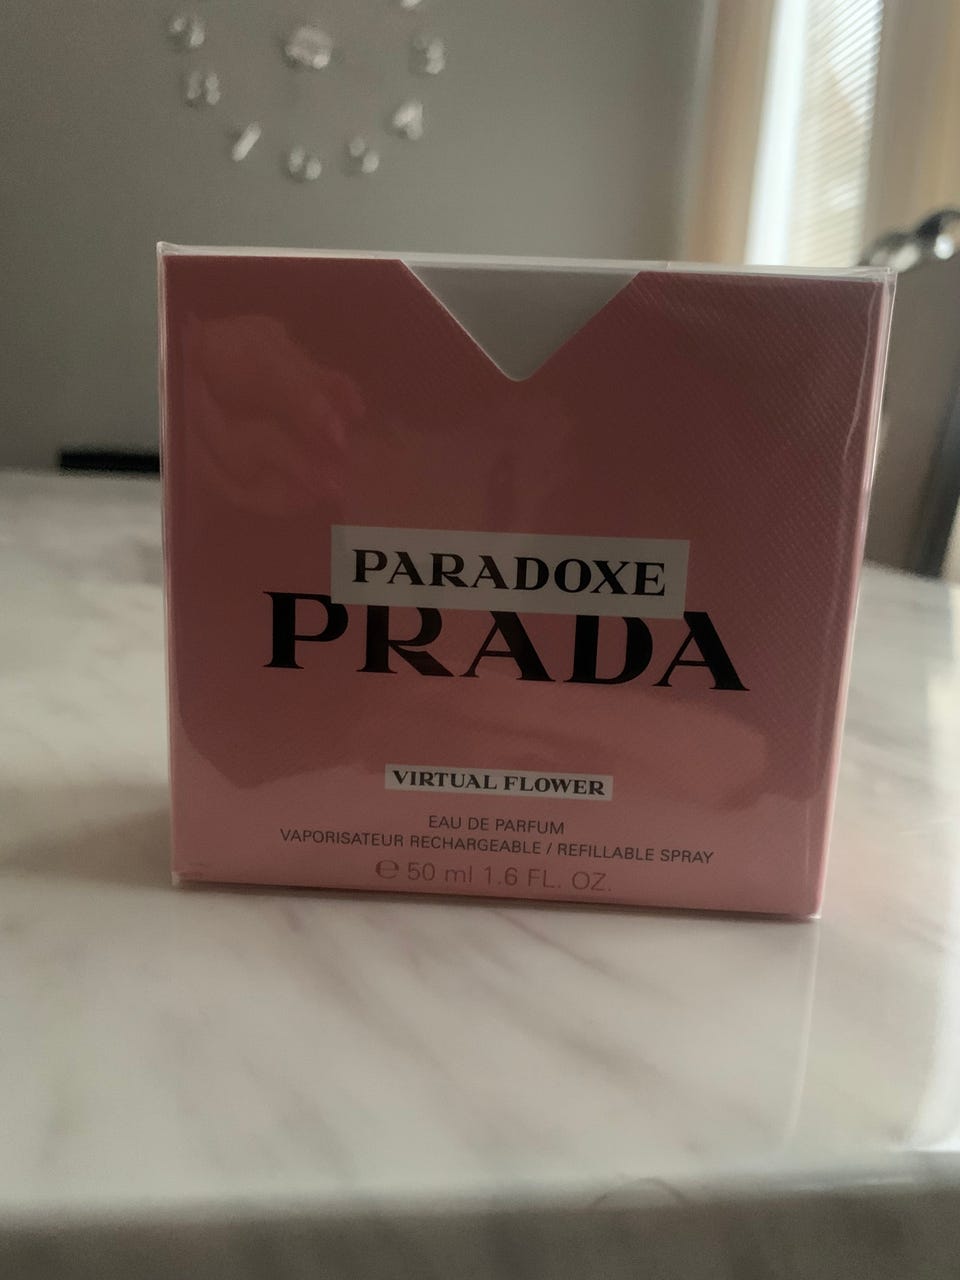 PARADOXE
PRADA
VIRTUAL FLOWER
EAU DE PARFUM
VAPORISATEUR RECHARGEABLE / REFILLABLE SPRAY
℮ 50 ml 1.6 FL. OZ.